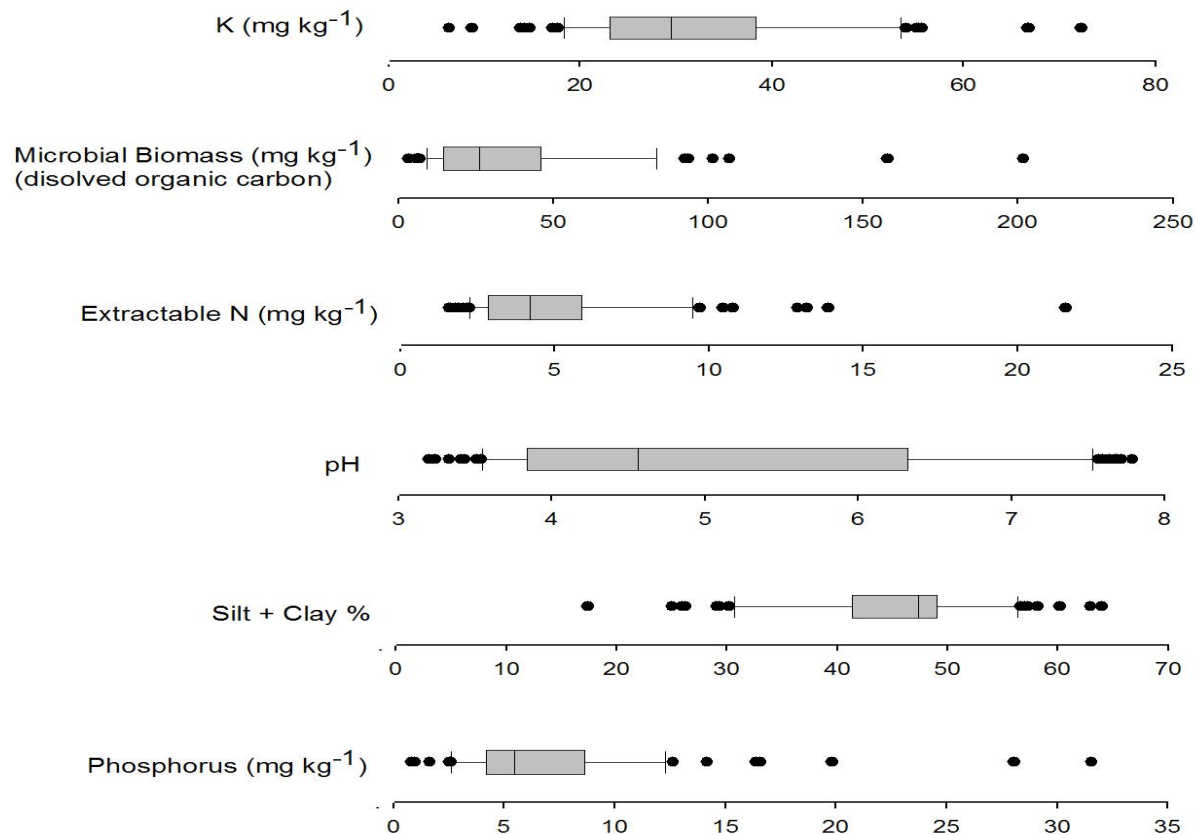 K (mg kg-1)
0 20 40 60 80
Microbial Biomass (mg kg-1)
(disolved organic carbon)
0 50 100 150 200 250
Extractable N (mg kg-1)
0 5 10 15 20 25
pH
3 4 5 6 7 8
Silt + Clay %
0 10 20 30 40 50 60 70
Phosphorus (mg kg-1)
0 5 10 15 20 25 30 35